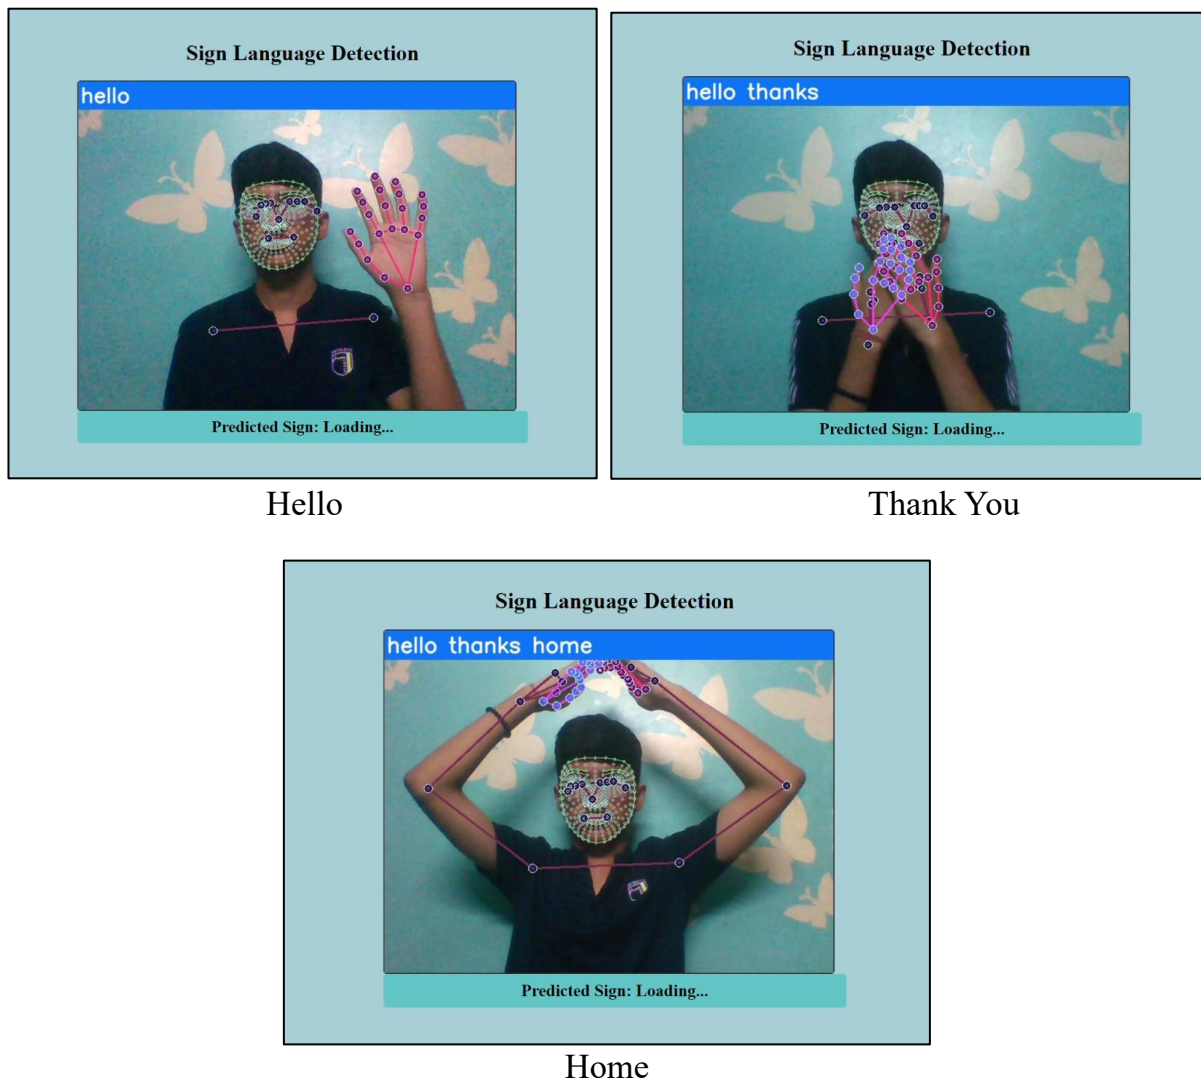 Sign Language Detection
hello
Predicted Sign: Loading...
Hello
Sign Language Detection
hello thanks
Predicted Sign: Loading...
Thank You
Sign Language Detection
hello thanks home
Predicted Sign: Loading...
Home